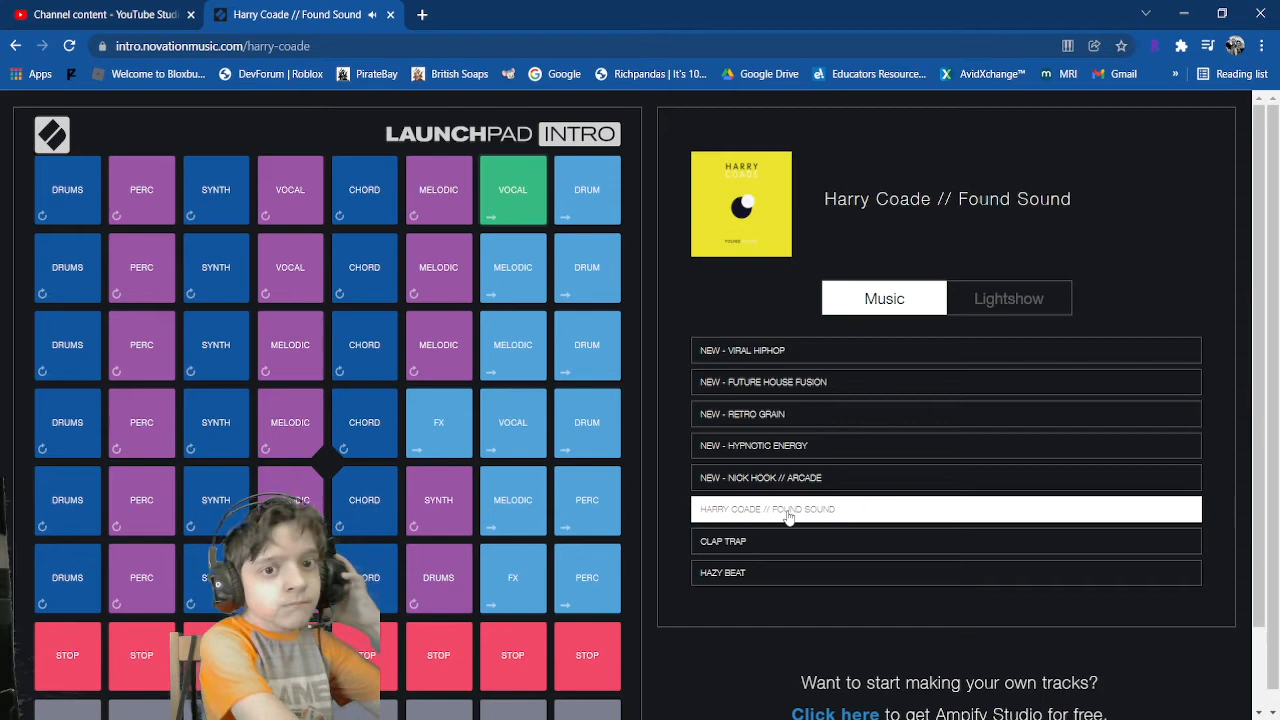 Channel content - YouTube Studi
Harry Coade // Found Sound
intro.novationmusic.com/harry-coade
Apps Welcome to Bloxbu... DevForum | Roblox PirateBay British Soaps Google Richpandas | It's 10... Google Drive Educators Resource... AvidXchange™ MRI Gmail » Reading list
LAUNCHPAD INTRO
DRUMS PERC SYNTH VOCAL CHORD MELODIC VOCAL DRUM
DRUMS PERC SYNTH VOCAL CHORD MELODIC MELODIC DRUM
DRUMS PERC SYNTH MELODIC CHORD MELODIC MELODIC DRUM
DRUMS PERC SYNTH MELODIC CHORD FX VOCAL DRUM
DRUMS PERC SYNTH DIC CHORD SYNTH MELODIC PERC
DRUMS PERC SYNTH ORD DRUMS FX PERC
STOP STOP TOP STOP STOP STOP
HARRY
COADE
FOUND SOUND
Harry Coade // Found Sound
Music Lightshow
NEW - VIRAL HIPHOP
NEW - FUTURE HOUSE FUSION
NEW - RETRO GRAIN
NEW - HYPNOTIC ENERGY
NEW - NICK HOOK // ARCADE
HARRY COADE // FOUND SOUND
CLAP TRAP
HAZY BEAT
Want to start making your own tracks?
Click here to get Ampify Studio for free.